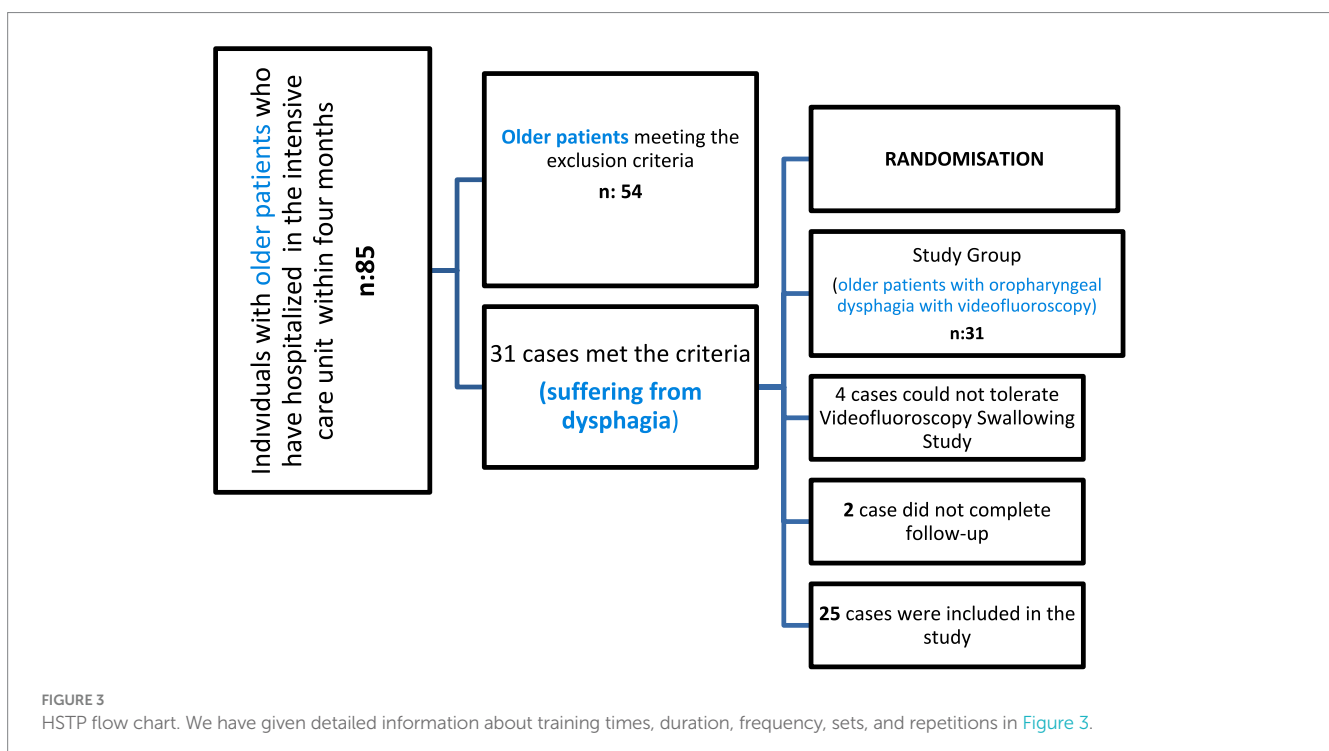 Individuals with older patients who
have hospitalized in the intensive
care unit within four months
n:85
Older patients meeting the
exclusion criteria
n: 54
31 cases met the criteria
(suffering from
dysphagia)
RANDOMISATION
Study Group
(older patients with oropharyngeal
dysphagia with videofluoroscopy)
n:31
4 cases could not tolerate
Videofluoroscopy Swallowing
Study
2 case did not complete
follow-up
25 cases were included in the
study
FIGURE 3
HSTP flow chart. We have given detailed information about training times, duration, frequency, sets, and repetitions in Figure 3.